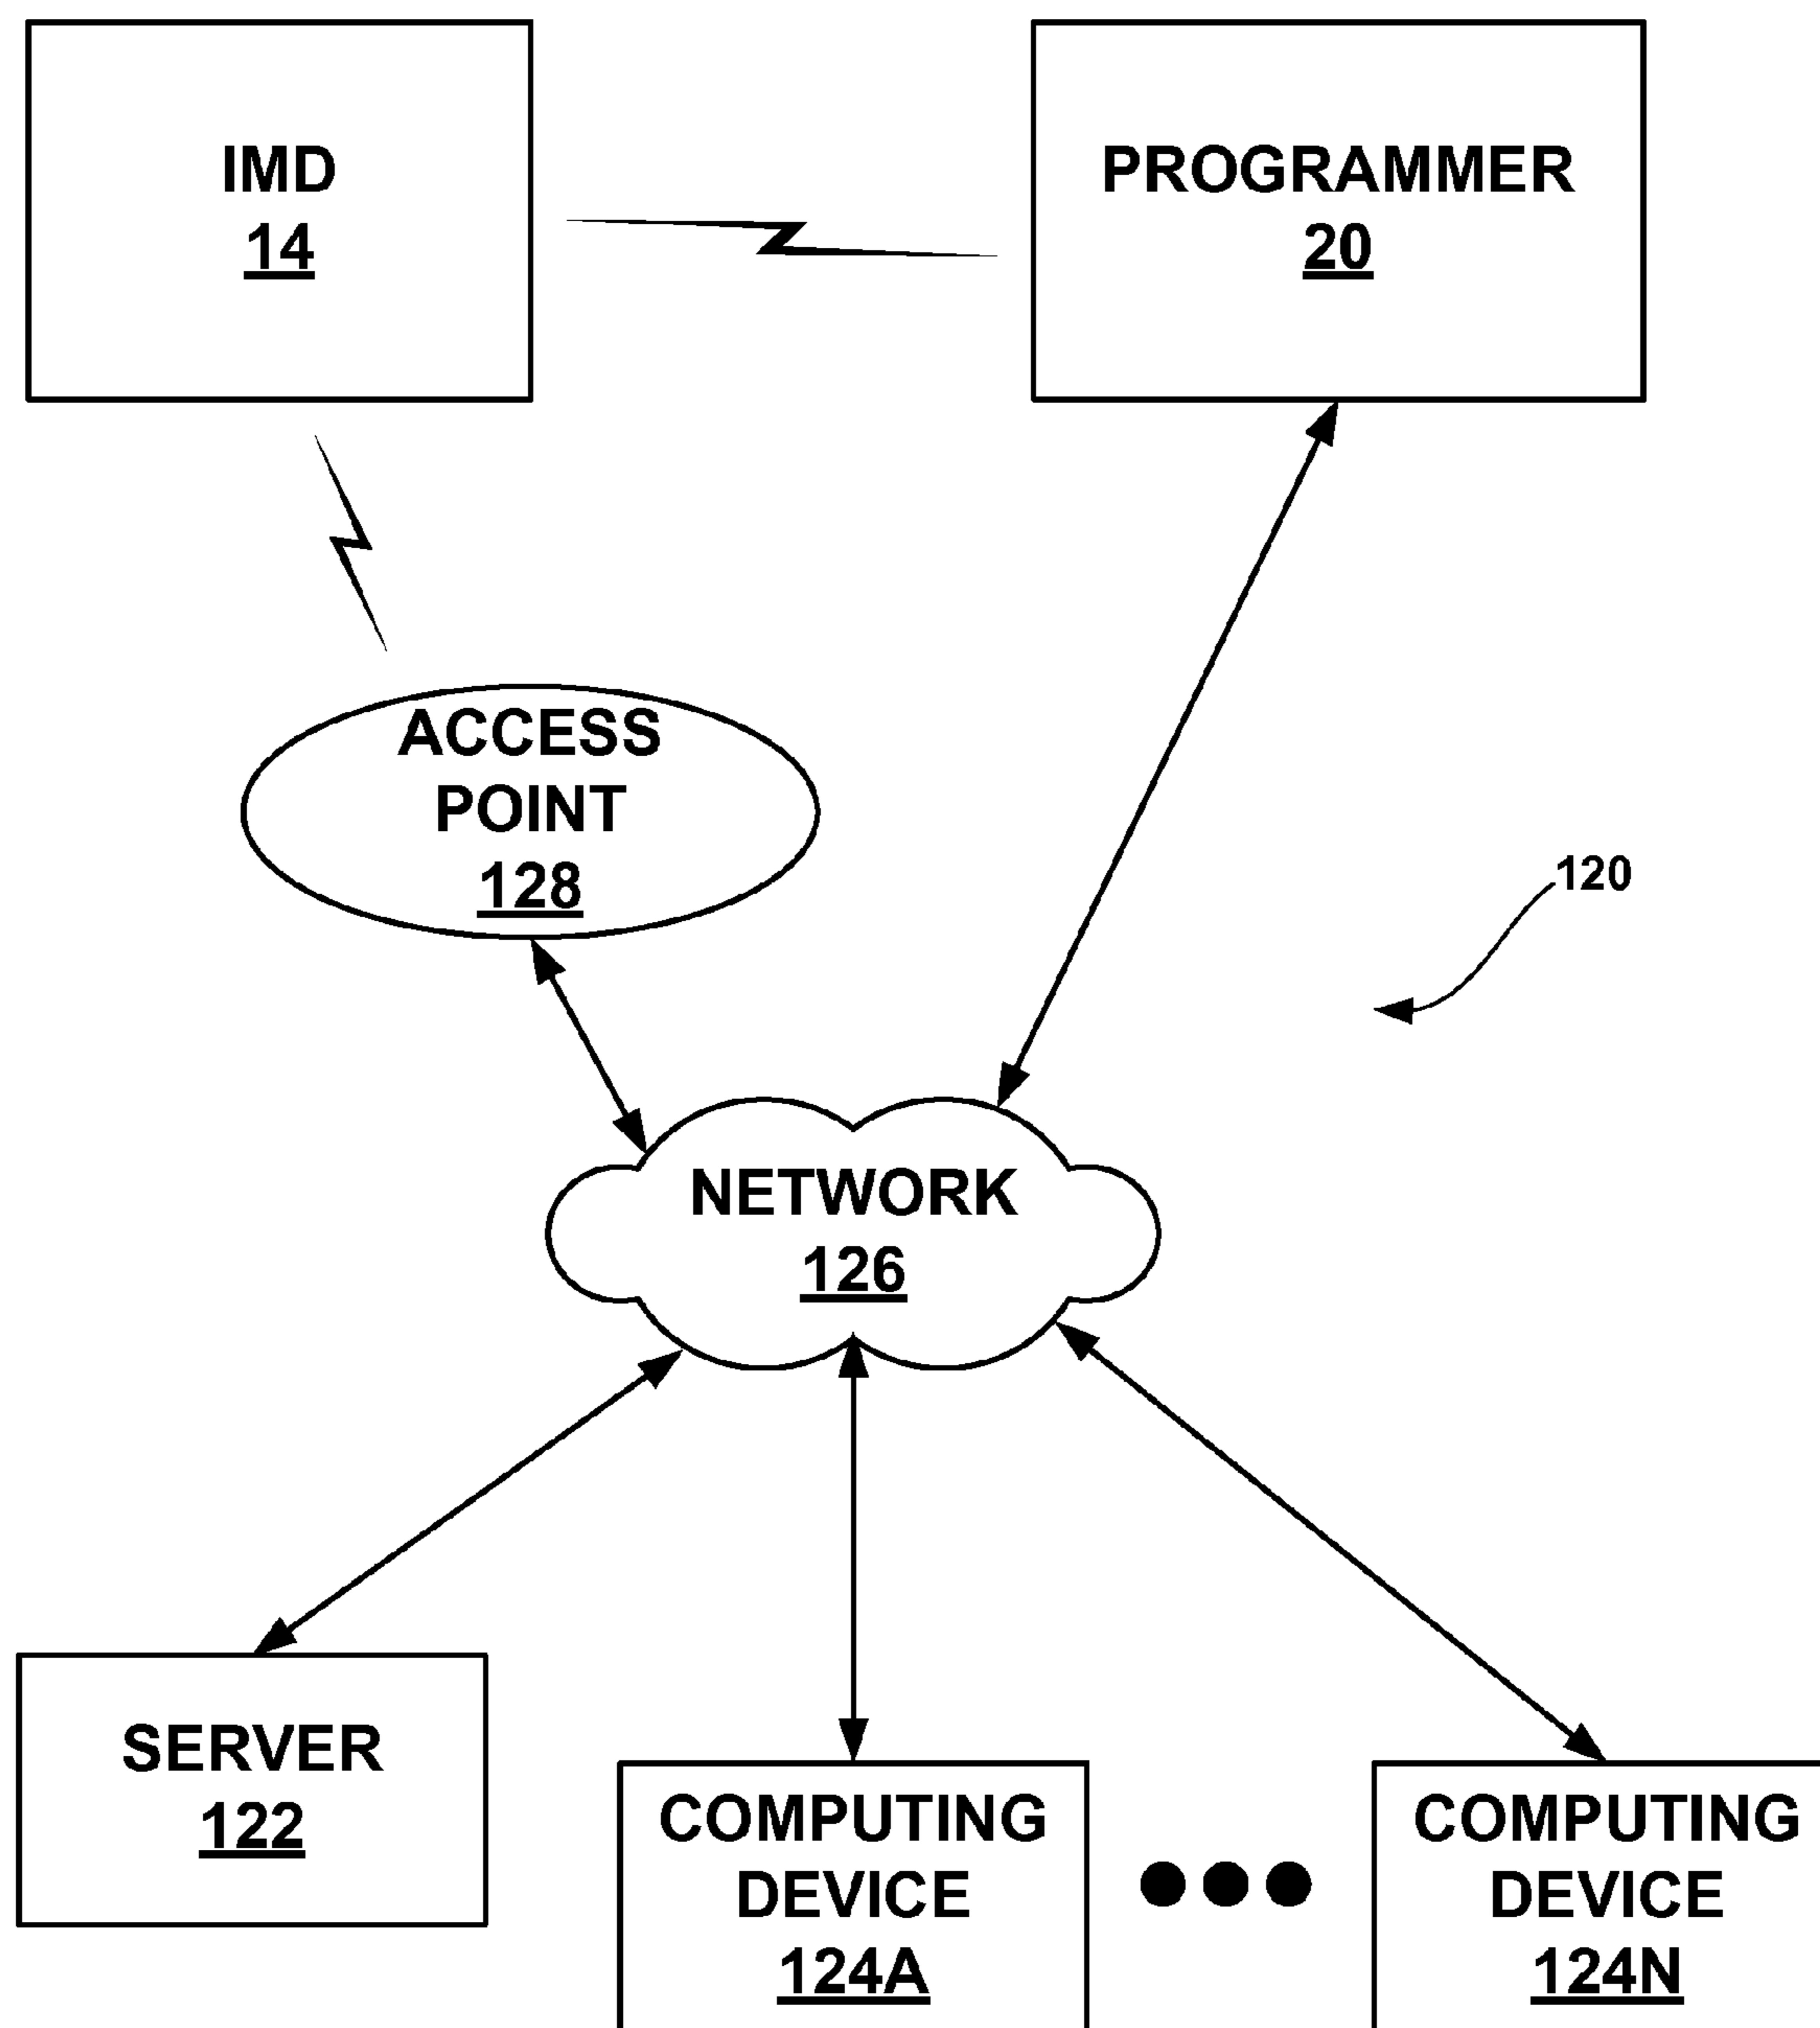 IMD
14
PROGRAMMER
20
ACCESS
POINT
128
120
NETWORK
126
SERVER
122
COMPUTING
DEVICE
124A
COMPUTING
DEVICE
124N